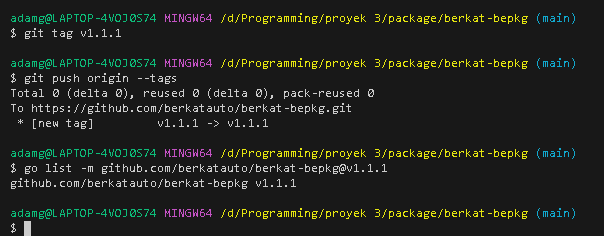 adamg@LAPTOP-4VOJ0S74 MINGW64 /d/Programming/proyek 3/package/berkat-bepkg (main)
$ git tag v1.1.1
adamg@LAPTOP-4VOJ0S74 MINGW64 /d/Programming/proyek 3/package/berkat-bepkg (main)
$ git push origin --tags
Total 0 (delta 0), reused 0 (delta 0), pack-reused 0
To https://github.com/berkatauto/berkat-bepkg.git
 * [new tag]         v1.1.1 -> v1.1.1
adamg@LAPTOP-4VOJ0S74 MINGW64 /d/Programming/proyek 3/package/berkat-bepkg (main)
$ go list -m github.com/berkatauto/berkat-bepkg@v1.1.1
github.com/berkatauto/berkat-bepkg v1.1.1
adamg@LAPTOP-4VOJ0S74 MINGW64 /d/Programming/proyek 3/package/berkat-bepkg (main)
$